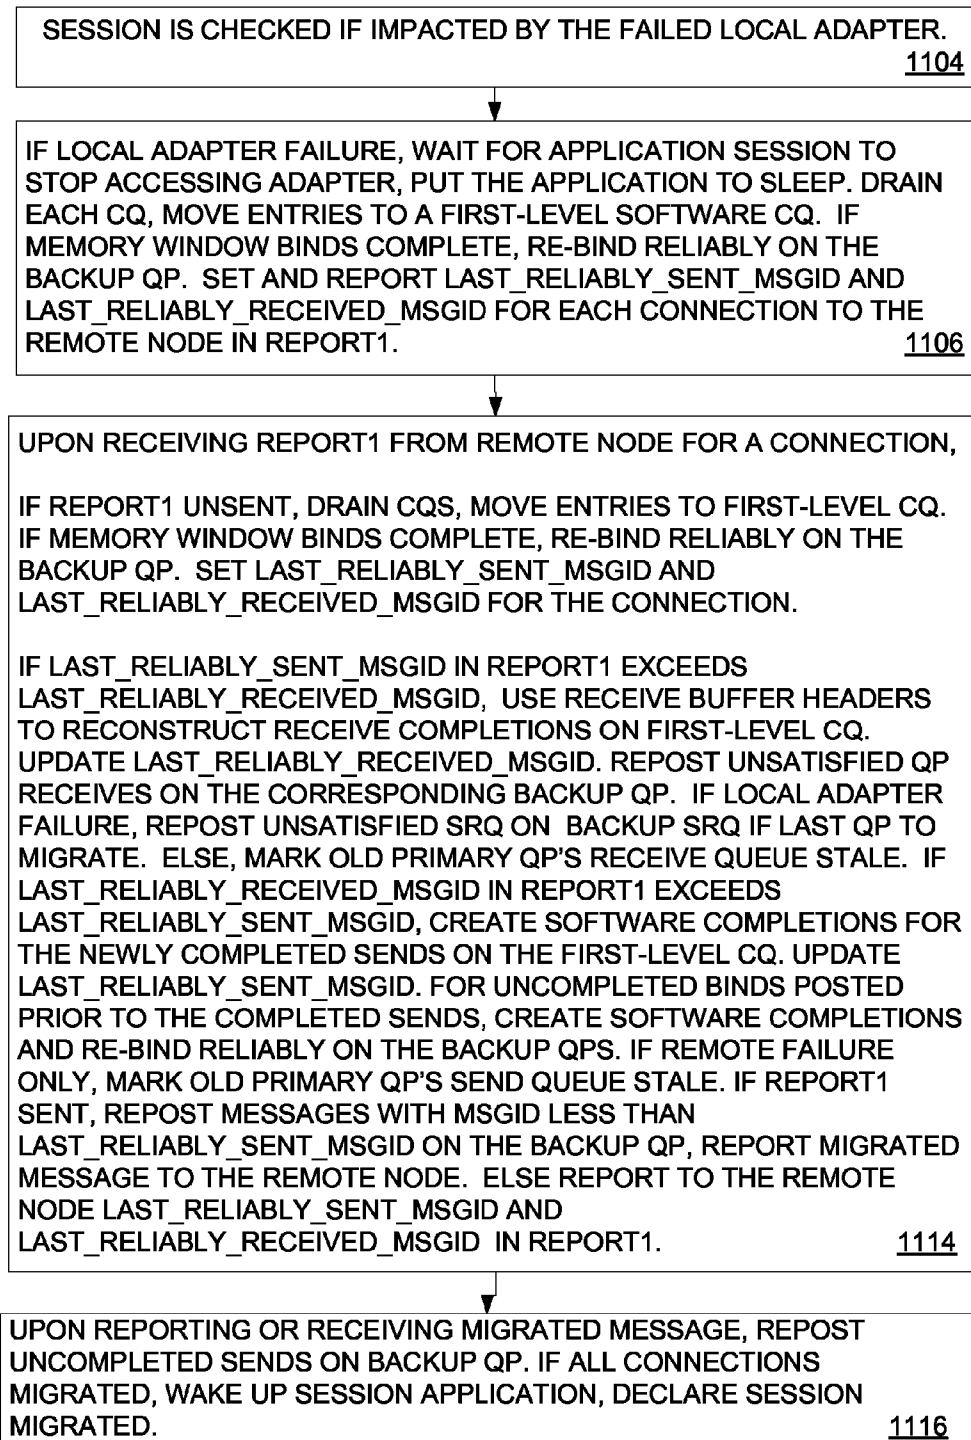 SESSION IS CHECKED IF IMPACTED BY THE FAILED LOCAL ADAPTER.
1104
IF LOCAL ADAPTER FAILURE, WAIT FOR APPLICATION SESSION TO
STOP ACCESSING ADAPTER, PUT THE APPLICATION TO SLEEP. DRAIN
EACH CQ, MOVE ENTRIES TO A FIRST-LEVEL SOFTWARE CQ. IF
MEMORY WINDOW BINDS COMPLETE, RE-BIND RELIABLY ON THE
BACKUP QP. SET AND REPORT LAST_RELIABLY_SENT_MSGID AND
LAST_RELIABLY_RECEIVED_MSGID FOR EACH CONNECTION TO THE
REMOTE NODE IN REPORT1. 1106
UPON RECEIVING REPORT1 FROM REMOTE NODE FOR A CONNECTION,
IF REPORT1 UNSENT, DRAIN CQS, MOVE ENTRIES TO FIRST-LEVEL CQ.
IF MEMORY WINDOW BINDS COMPLETE, RE-BIND RELIABLY ON THE
BACKUP QP. SET LAST_RELIABLY_SENT_MSGID AND
LAST_RELIABLY_RECEIVED_MSGID FOR THE CONNECTION.
IF LAST_RELIABLY_SENT_MSGID IN REPORT1 EXCEEDS
LAST_RELIABLY_RECEIVED_MSGID, USE RECEIVE BUFFER HEADERS
TO RECONSTRUCT RECEIVE COMPLETIONS ON FIRST-LEVEL CQ.
UPDATE LAST_RELIABLY_RECEIVED_MSGID. REPOST UNSATISFIED QP
RECEIVES ON THE CORRESPONDING BACKUP QP. IF LOCAL ADAPTER
FAILURE, REPOST UNSATISFIED SRQ ON BACKUP SRQ IF LAST QP TO
MIGRATE. ELSE, MARK OLD PRIMARY QP'S RECEIVE QUEUE STALE. IF
LAST_RELIABLY_RECEIVED_MSGID IN REPORT1 EXCEEDS
LAST_RELIABLY_SENT_MSGID, CREATE SOFTWARE COMPLETIONS FOR
THE NEWLY COMPLETED SENDS ON THE FIRST-LEVEL CQ. UPDATE
LAST_RELIABLY_SENT_MSGID. FOR UNCOMPLETED BINDS POSTED
PRIOR TO THE COMPLETED SENDS, CREATE SOFTWARE COMPLETIONS
AND RE-BIND RELIABLY ON THE BACKUP QPS. IF REMOTE FAILURE
ONLY, MARK OLD PRIMARY QP'S SEND QUEUE STALE. IF REPORT1
SENT, REPOST MESSAGES WITH MSGID LESS THAN
LAST_RELIABLY_SENT_MSGID ON THE BACKUP QP, REPORT MIGRATED
MESSAGE TO THE REMOTE NODE. ELSE REPORT TO THE REMOTE
NODE LAST_RELIABLY_SENT_MSGID AND
LAST_RELIABLY_RECEIVED_MSGID IN REPORT1. 1114
UPON REPORTING OR RECEIVING MIGRATED MESSAGE, REPOST
UNCOMPLETED SENDS ON BACKUP QP. IF ALL CONNECTIONS
MIGRATED, WAKE UP SESSION APPLICATION, DECLARE SESSION
MIGRATED. 1116